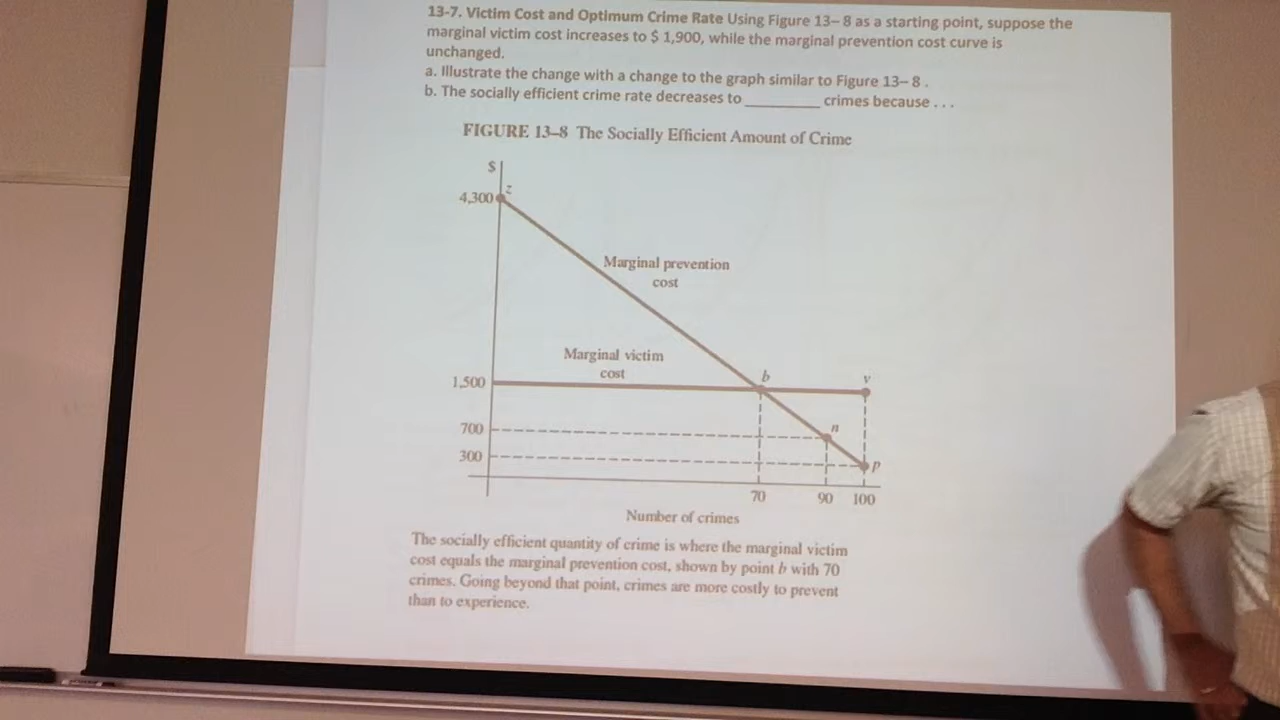 13-7. Victim Cost and Optimum Crime Rate Using Figure 13–8 as a starting point, suppose the
marginal victim cost increases to $ 1,900, while the marginal prevention cost curve is
unchanged.
a. Illustrate the change with a change to the graph similar to Figure 13–8 .
b. The socially efficient crime rate decreases to ________ crimes because . . .
FIGURE 13–8 The Socially Efficient Amount of Crime
$
z
4,300
Marginal prevention
cost
Marginal victim
cost
1,500
b
v
700
n
300
p
70
90
100
Number of crimes
The socially efficient quantity of crime is where the marginal victim
cost equals the marginal prevention cost, shown by point b with 70
crimes. Going beyond that point, crimes are more costly to prevent
than to experience.